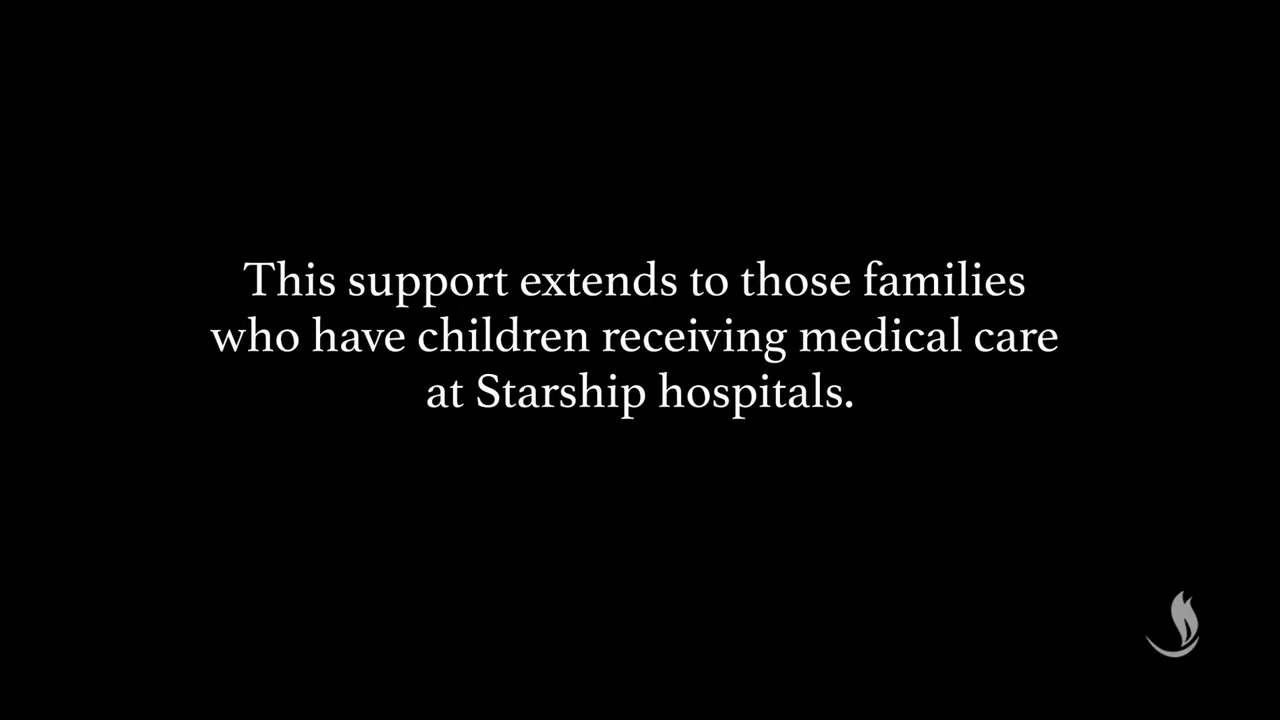 This support extends to those families
who have children receiving medical care
at Starship hospitals.